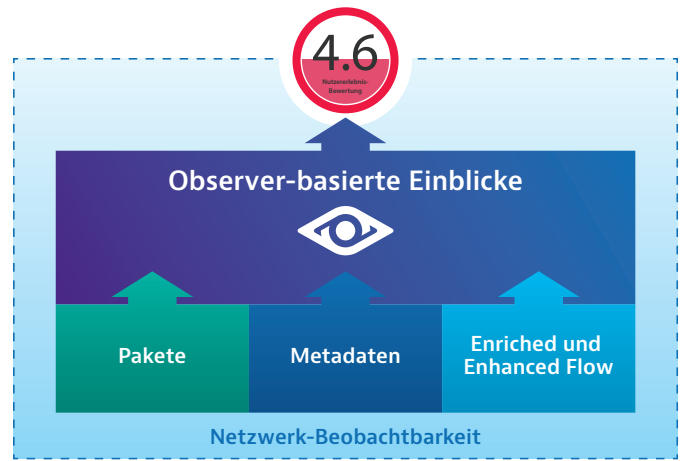 4.6
Nutzererlebnis-
Bewertung
Observer-basierte Einblicke
Pakete
Metadaten
Enriched und
Enhanced Flow
Netzwerk-Beobachtbarkeit